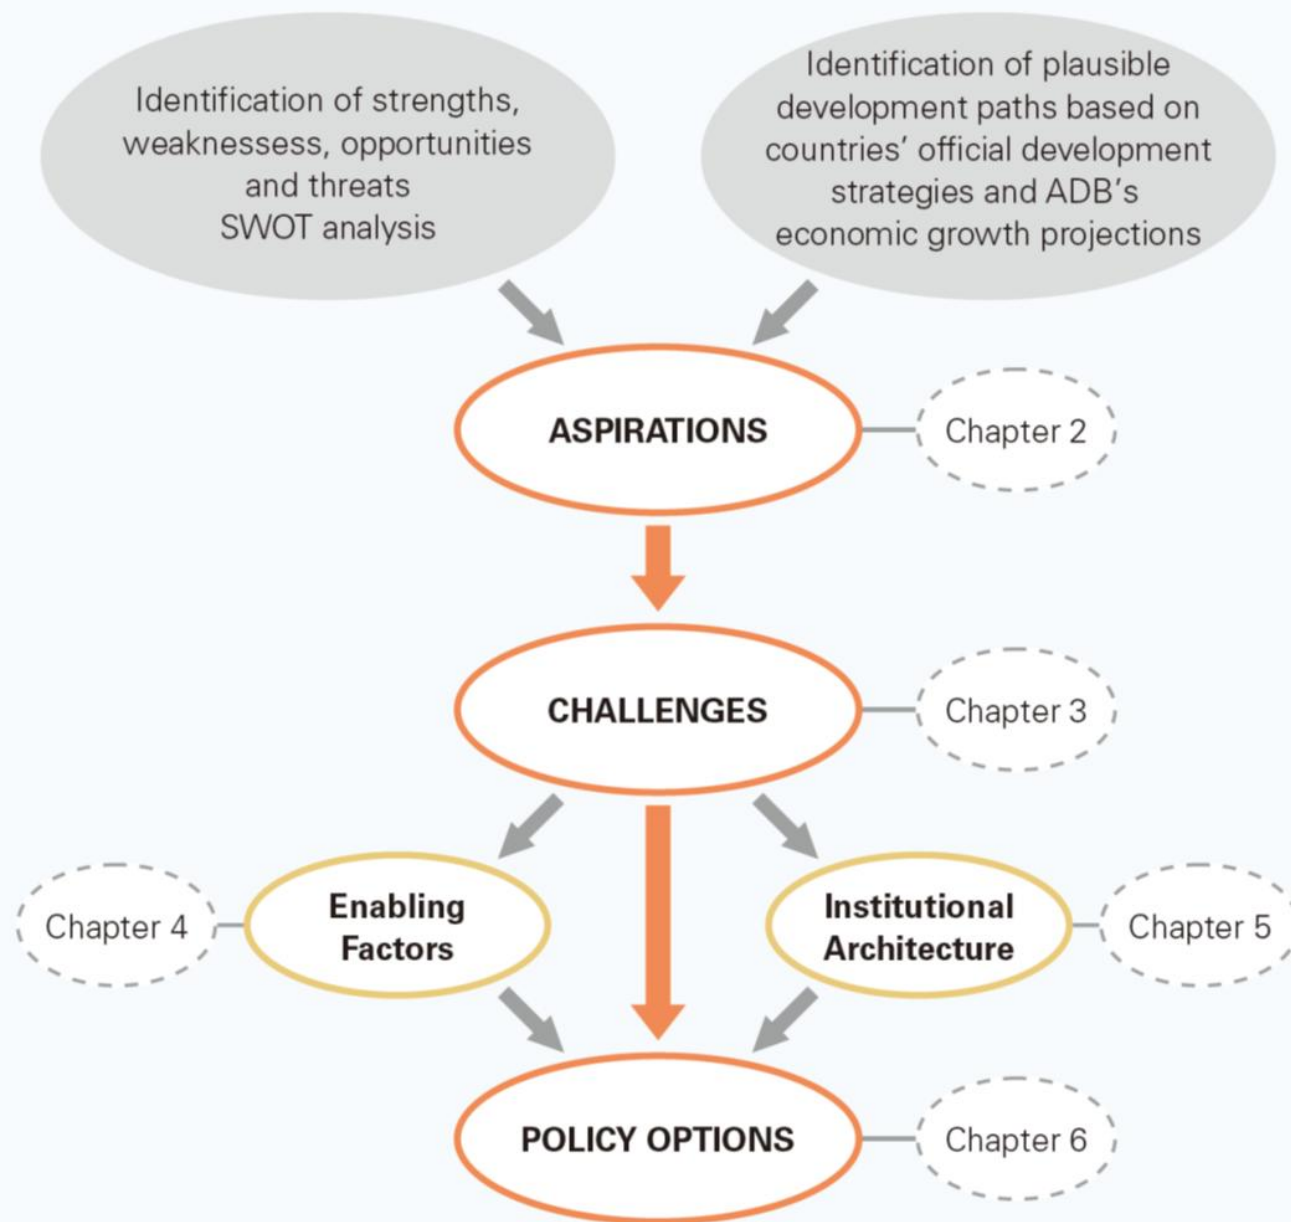 Identification of strengths,
weaknessess, opportunities
and threats
SWOT analysis
Identification of plausible
development paths based on
countries’ official development
strategies and ADB’s
economic growth projections
ASPIRATIONS
Chapter 2
CHALLENGES
Chapter 3
Chapter 4
Enabling
Factors
Institutional
Architecture
Chapter 5
POLICY OPTIONS
Chapter 6